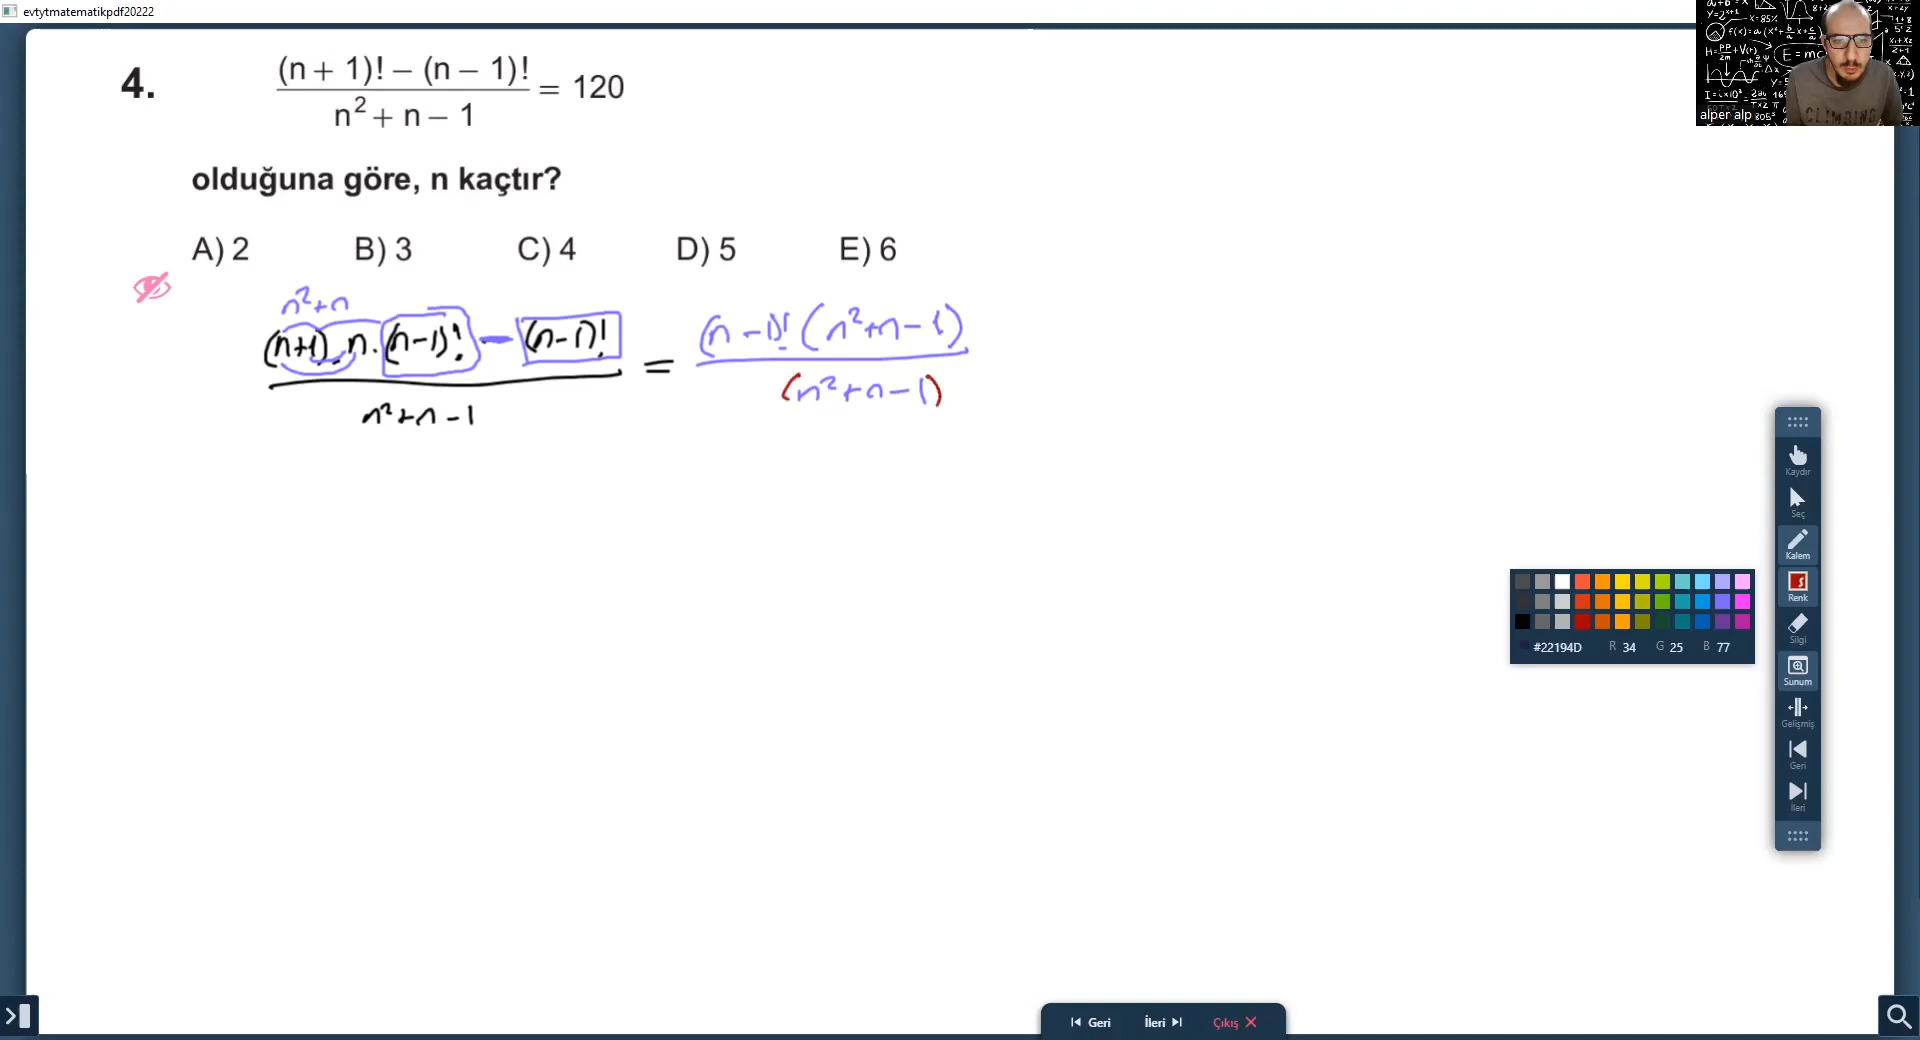 evtytmatematikpdf20222
4.
(n + 1)! − (n − 1)!
n² + n − 1
= 120
olduğuna göre, n kaçtır?
A) 2 B) 3 C) 4 D) 5 E) 6
n²+n
(n+1).n.(n-1)! - (n-1)!
n²+n-1
=
(n-1)! (n²+n-1)
(n²+n-1)
alper alp
CLIMBING
Kaydır
Seç
Kalem
Renk
Silgi
Sunum
Gelişmiş
Geri
İleri
#22194D R 34 G 25 B 77
Geri İleri Çıkış